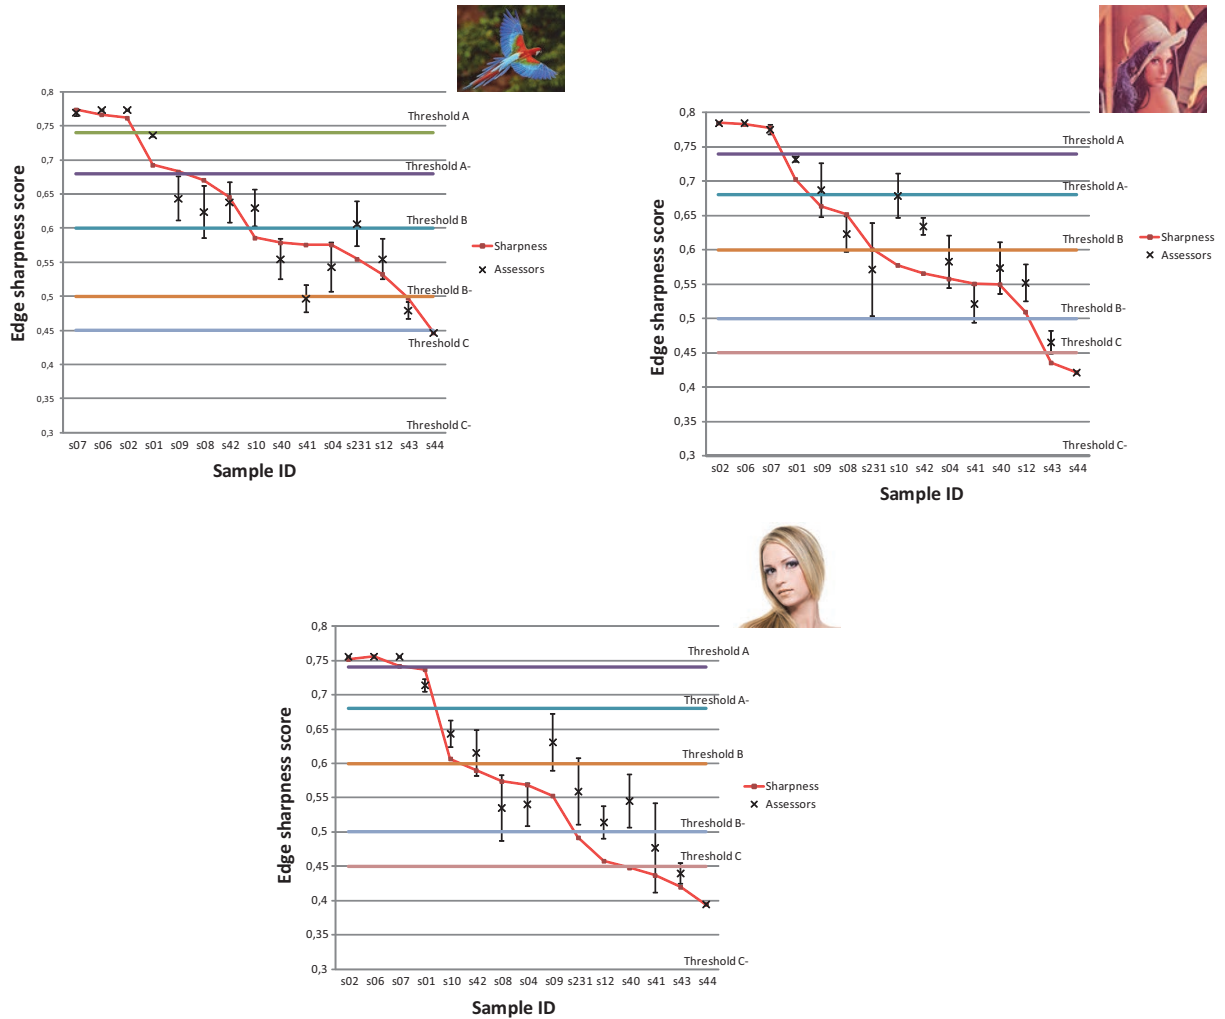 0,8
Threshold A
0,75
0,7
Threshold A-
0,65
Threshold B
0,6
Sharpness
0,55
Assessors
Threshold B-
0,5
0,45
Threshold C
0,4
0,35
Threshold C-
0,3
Edge sharpness score
s07 s06 s02 s01 s09 s08 s42 s10 s40 s41 s04 s231 s12 s43 s44
Sample ID
0,8
Threshold A
0,75
0,7
Threshold A-
0,65
Threshold B
0,6
Sharpness
Assessors
0,55
Threshold B-
0,5
Threshold C
0,45
0,4
0,35
Threshold C-
0,3
Edge sharpness score
s02 s06 s07 s01 s09 s08 s231 s10 s42 s04 s41 s40 s12 s43 s44
Sample ID
0,8
Threshold A
0,75
0,7
Threshold A-
0,65
Threshold B
0,6
Sharpness
Assessors
0,55
Threshold B-
0,5
Threshold C
0,45
0,4
0,35
Threshold C-
0,3
Edge sharpness score
s02 s06 s07 s01 s10 s42 s08 s04 s09 s231 s12 s40 s41 s43 s44
Sample ID